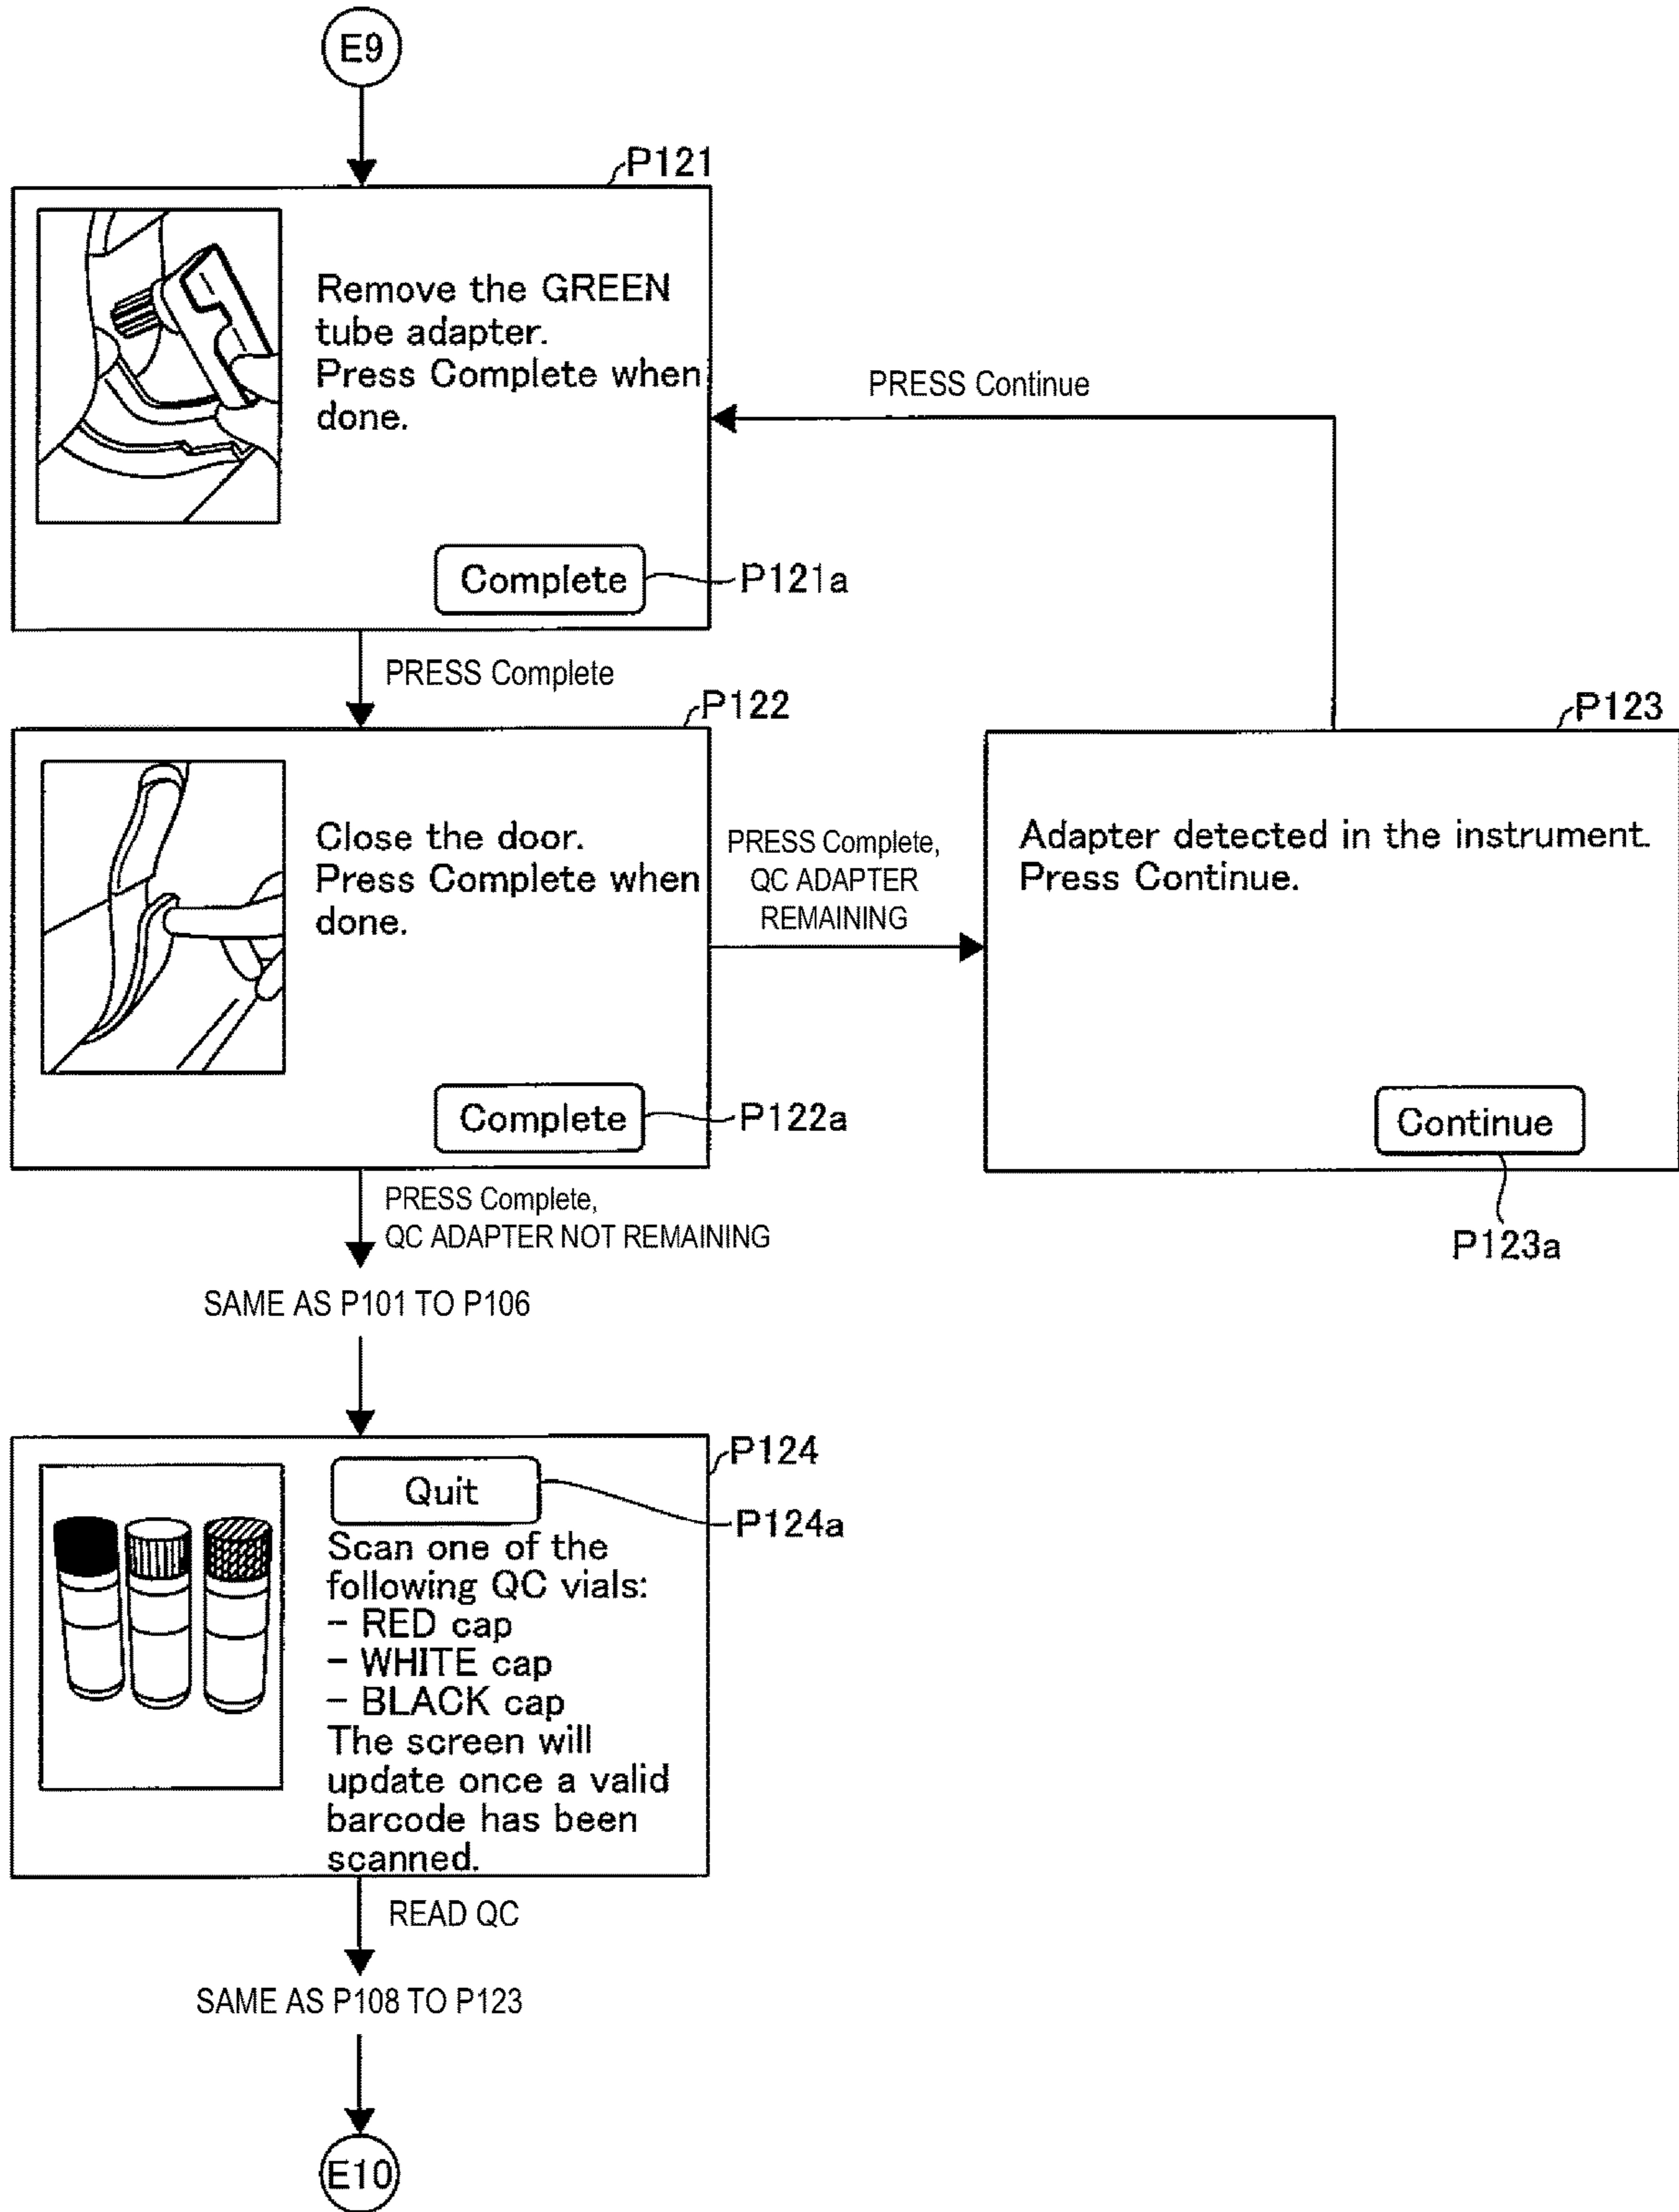 E9
P121
Remove the GREEN
tube adapter.
Press Complete when
done.
Complete
P121a
PRESS Continue
PRESS Complete
P122
Close the door.
Press Complete when
done.
Complete
P122a
PRESS Complete,
QC ADAPTER
REMAINING
P123
Adapter detected in the instrument.
Press Continue.
Continue
P123a
PRESS Complete,
QC ADAPTER NOT REMAINING
SAME AS P101 TO P106
P124
Quit
P124a
Scan one of the
following QC vials:
- RED cap
- WHITE cap
- BLACK cap
The screen will
update once a valid
barcode has been
scanned.
READ QC
SAME AS P108 TO P123
E10